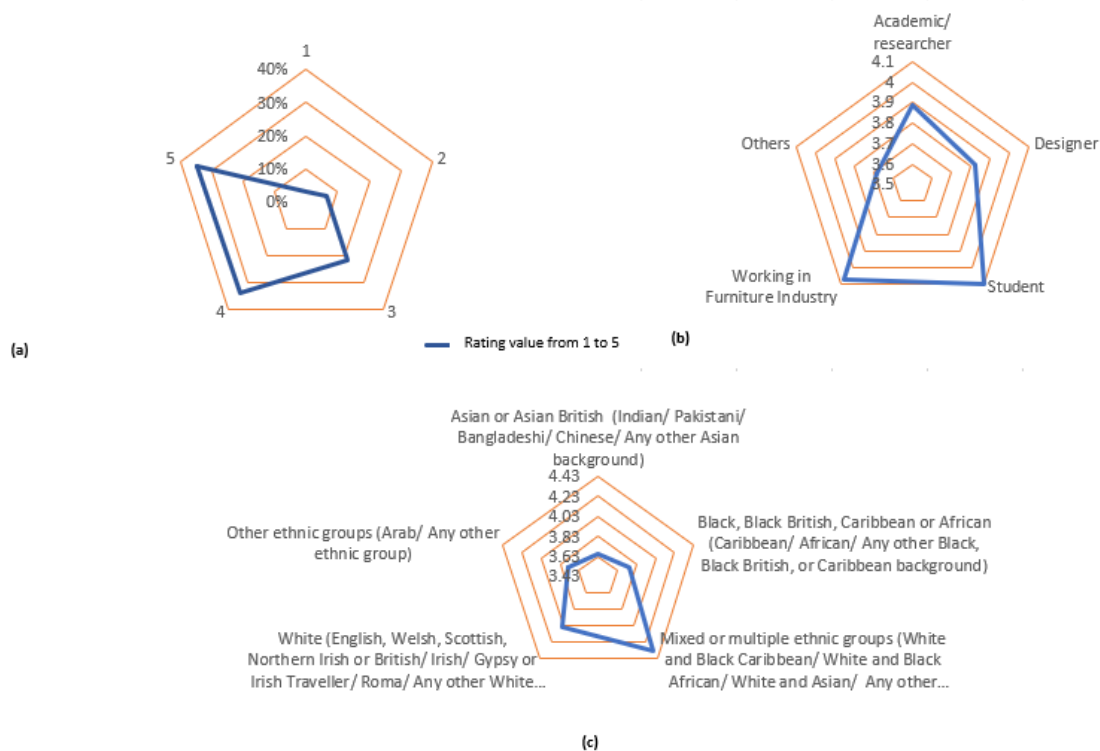 1
40%
30%
20%
10%
0%
2
3
4
5
(a)
Academic/
researcher
4.1
4
3.9
3.8
3.7
3.6
3.5
Others
Designer
Working in
Furniture Industry
Student
(b)
Rating value from 1 to 5
Asian or Asian British (Indian/ Pakistani/
Bangladeshi/ Chinese/ Any other Asian
background)
4.43
4.23
4.03
3.83
3.63
3.43
Other ethnic groups (Arab/ Any other
ethnic group)
Black, Black British, Caribbean or African
(Caribbean/ African/ Any other Black,
Black British, or Caribbean background)
White (English, Welsh, Scottish,
Northern Irish or British/ Irish/ Gypsy or
Irish Traveller/ Roma/ Any other White...
Mixed or multiple ethnic groups (White
and Black Caribbean/ White and Black
African/ White and Asian/ Any other...
(c)